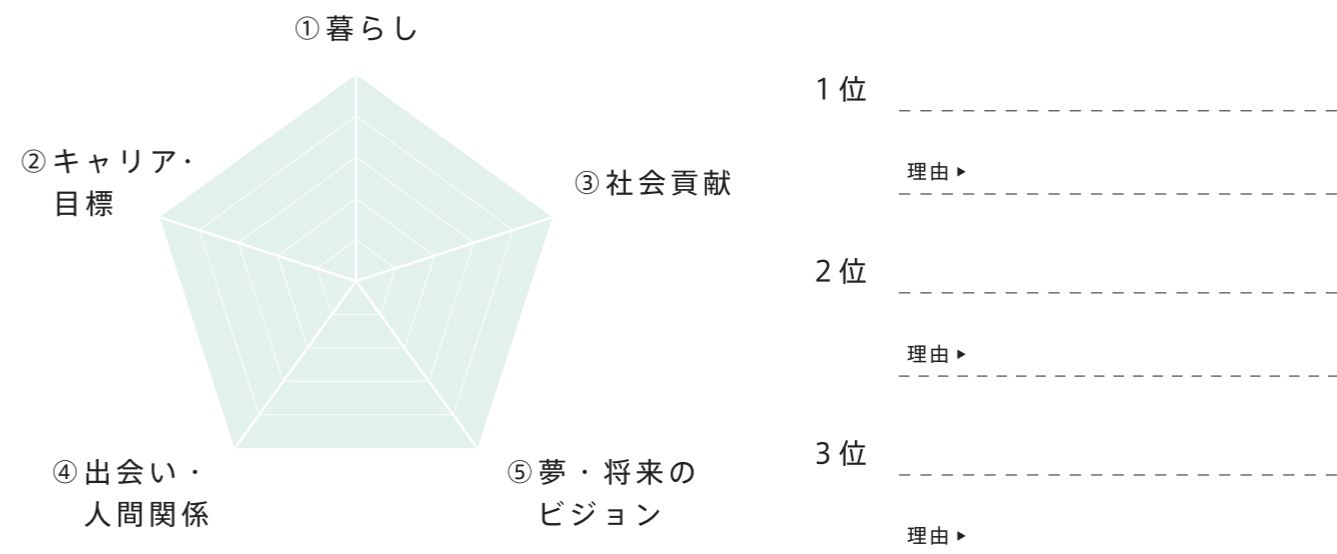 ①暮らし
②キャリア・
目標
③社会貢献
④出会い・
人間関係
⑤夢・将来の
ビジョン
1位
理由▶
2位
理由▶
3位
理由▶